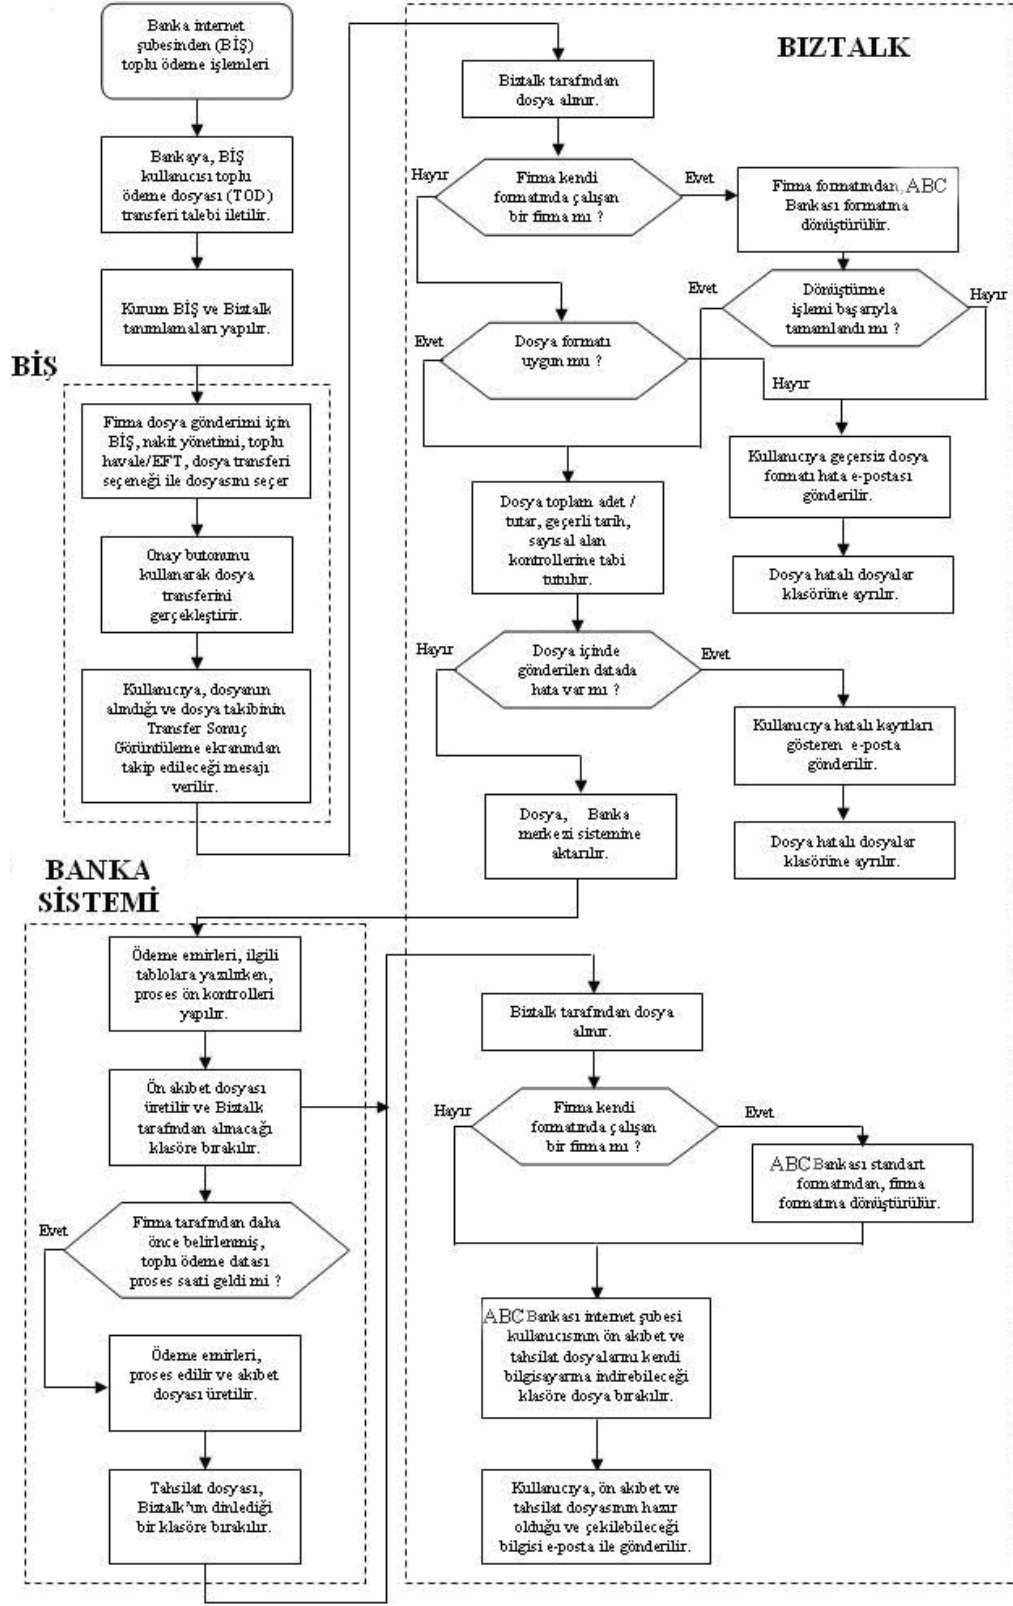 Banka internet
şubesinden (BİŞ)
toplu ödeme işlemleri
Bankaya, BİŞ
kullanıcısı toplu
ödeme dosyası (TOD)
transferi talebi iletilir.
Kurum BİŞ ve Biztalk
tanımlamaları yapılır.
BİŞ
Firma dosya gönderimi için
BİŞ, nakit yönetimi, toplu
havale/EFT, dosya transferi
seçeneği ile dosyasını seçer
Onay butonunu
kullanarak dosya
transferini
gerçekleştirir.
Kullanıcıya, dosyanın
alındığı ve dosya takibinin
Transfer Sonuç
Görüntüleme ekranından
takip edileceği mesajı
verilir.
BIZTALK
Biztalk tarafından
dosya alınır.
Hayır
Firma kendi
formatında çalışan
bir firma mı ?
Evet
Firma formatından, ABC
Bankası formatına
dönüştürülür.
Evet
Dönüştürme
işlemi başarıyla
tamamlandı mı ?
Hayır
Evet
Dosya formatı
uygun mu ?
Hayır
Kullanıcıya geçersiz dosya
formatı hata e-postası
gönderilir.
Dosya hatalı dosyalar
klasörüne ayrılır.
Dosya toplam adet /
tutar, geçerli tarih,
sayısal alan
kontrollerine tabi
tutulur.
Hayır
Dosya içinde
gönderilen datada
hata var mı ?
Evet
Kullanıcıya hatalı kayıtları
gösteren e-posta
gönderilir.
Dosya hatalı dosyalar
klasörüne ayrılır.
Dosya, Banka
merkezi sistemine
aktarılır.
BANKA
SİSTEMİ
Ödeme emirleri, ilgili
tablolara yazılırken,
proses ön kontrolleri
yapılır.
Ön akıbet dosyası
üretilir ve Biztalk
tarafından alınacağı
klasöre bırakılır.
Evet
Firma tarafından daha
önce belirlenmiş,
toplu ödeme datası
proses saati geldi mi ?
Ödeme emirleri,
proses edilir ve akıbet
dosyası üretilir.
Tahsilat dosyası,
Biztalk'un dinlediği
bir klasöre bırakılır.
Biztalk tarafından dosya
alınır.
Hayır
Firma kendi
formatında çalışan
bir firma mı ?
Evet
ABC Bankası standart
formatından, firma
formatına dönüştürülür.
ABC Bankası internet şubesi
kullanıcısının ön akıbet ve
tahsilat dosyalarını kendi
bilgisayarına indirebileceği
klasöre dosya bırakılır.
Kullanıcıya, ön akıbet ve
tahsilat dosyasının hazır
olduğu ve çekilebileceği
bilgisi e-posta ile gönderilir.